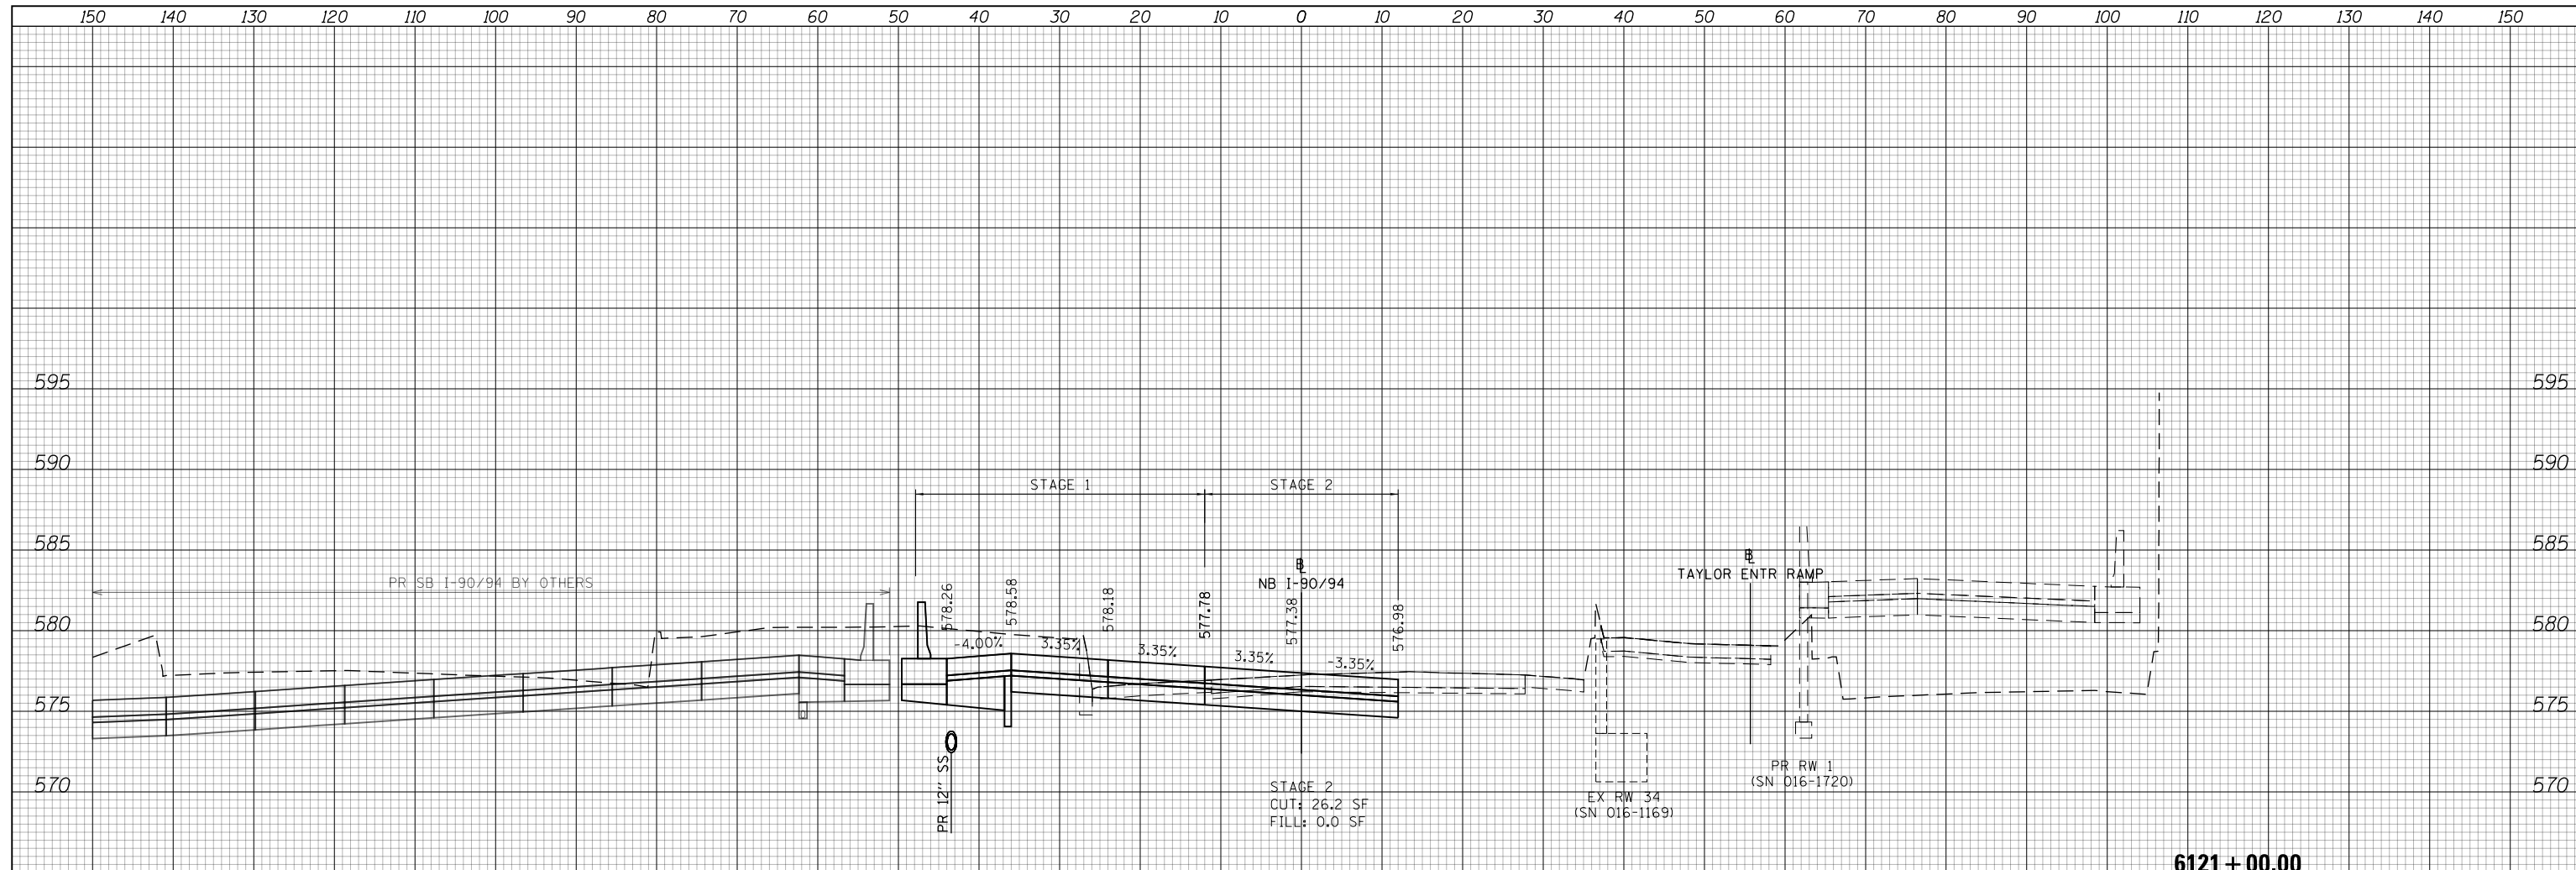 150 140 130 120 110 100 90 80 70 60 50 40 30 20 10 0 10 20 30 40 50 60 70 80 90 100 110 120 130 140 150
595 595
590 590
STAGE 1 STAGE 2
585 585
PR SB I-90/94 BY OTHERS
℄ NB I-90/94
℄ TAYLOR ENTR RAMP
578.26 578.58 578.18 577.78 577.38 576.98
580 580
-4.00% 3.35% 3.35% 3.35% -3.35%
575 575
PR 12'' SS
570 570
STAGE 2
CUT: 26.2 SF
FILL: 0.0 SF
EX RW 34
(SN 016-1169)
PR RW 1
(SN 016-1720)
6121+00.00